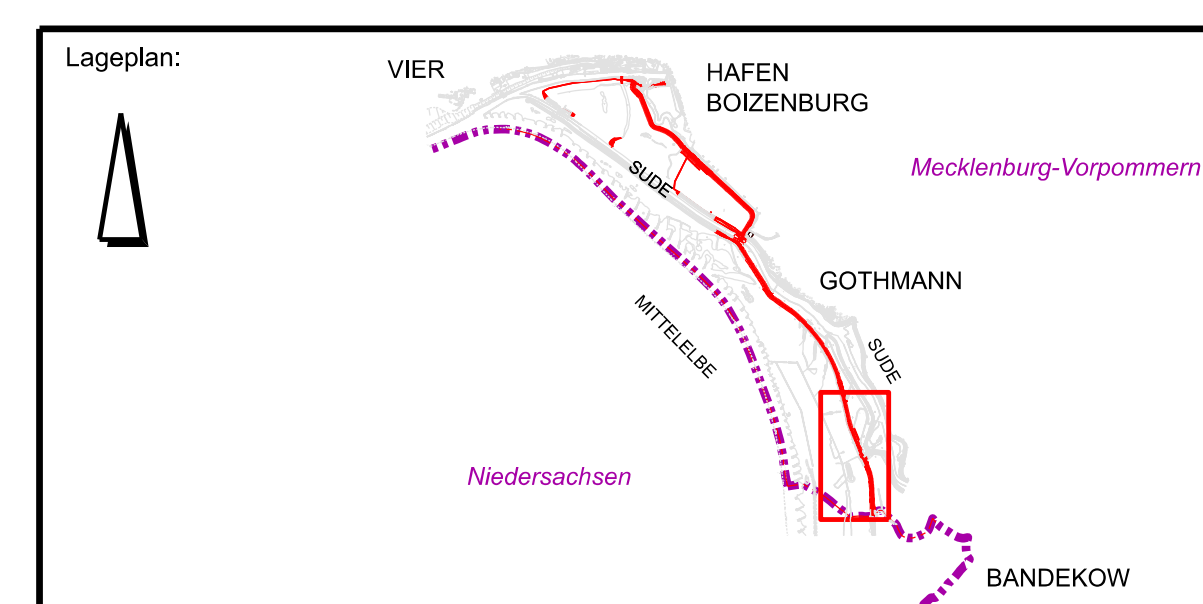 Lageplan:
VIER
HAFEN
BOIZENBURG
Mecklenburg-Vorpommern
SUDE
GOTHMANN
MITTELELBE
SUDE
Niedersachsen
BANDEKOW